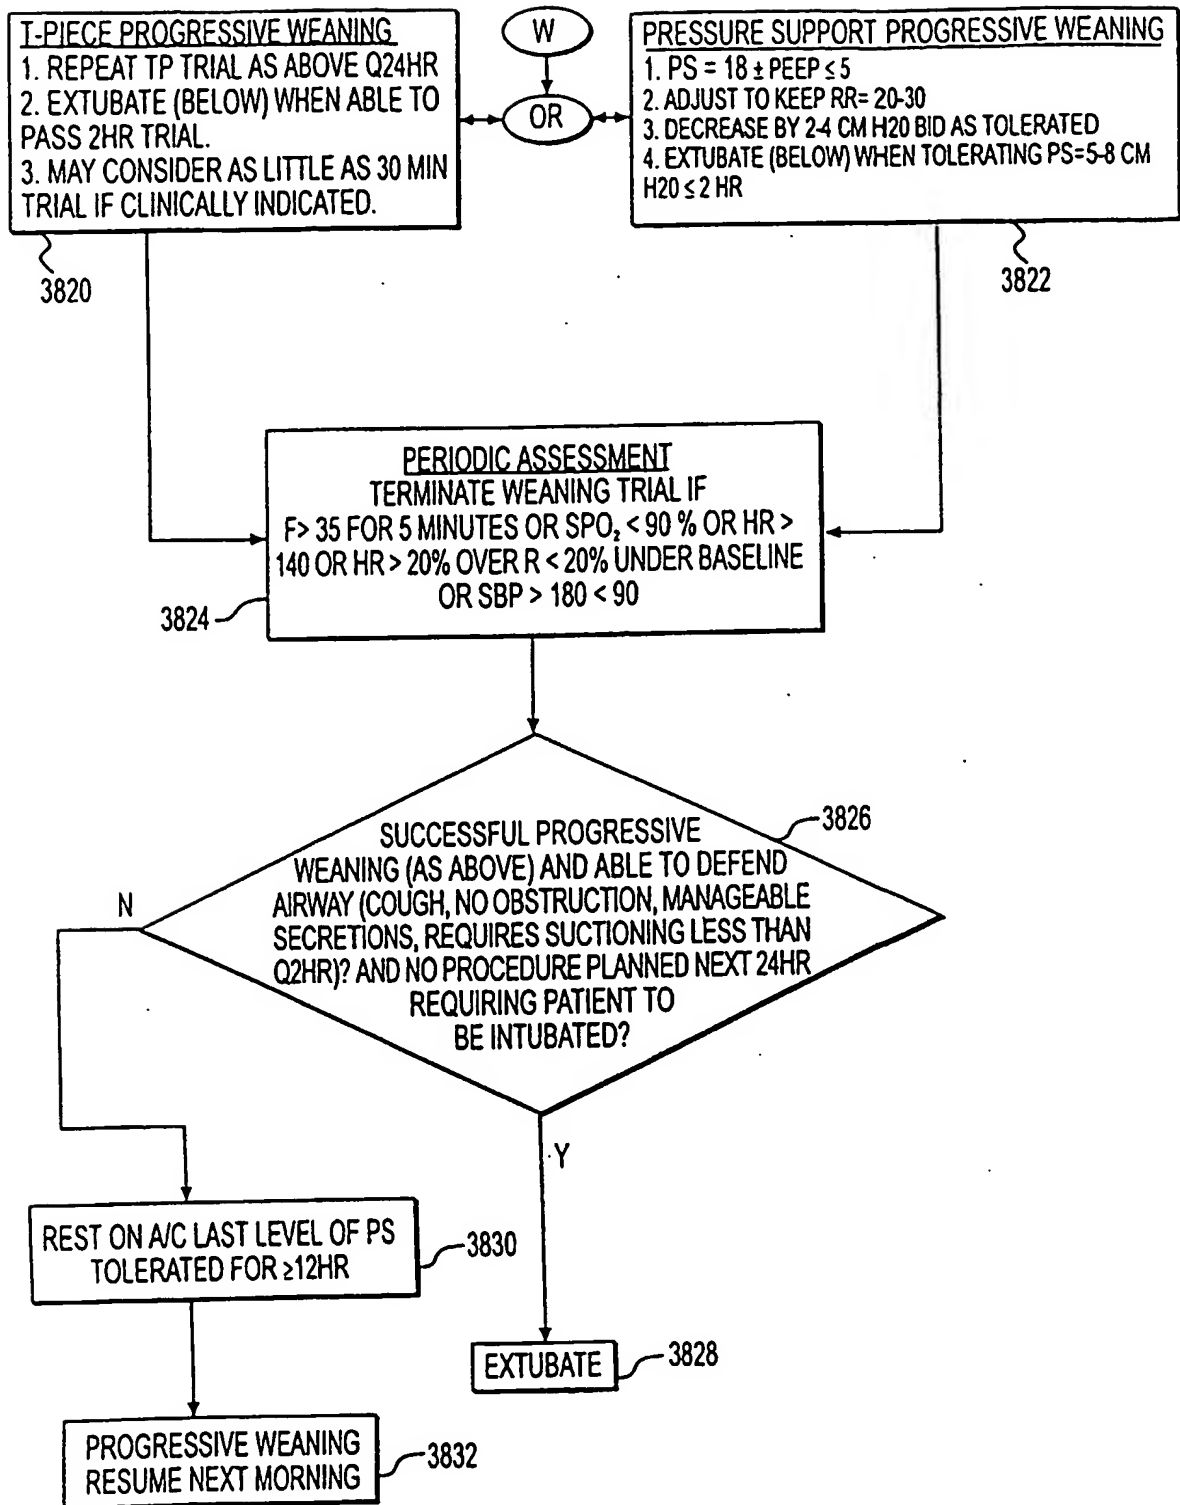 T-PIECE PROGRESSIVE WEANING
1. REPEAT TP TRIAL AS ABOVE Q24HR
2. EXTUBATE (BELOW) WHEN ABLE TO
PASS 2HR TRIAL.
3. MAY CONSIDER AS LITTLE AS 30 MIN
TRIAL IF CLINICALLY INDICATED.
3820
W
OR
PRESSURE SUPPORT PROGRESSIVE WEANING
1. PS = 18 ± PEEP ≤ 5
2. ADJUST TO KEEP RR= 20-30
3. DECREASE BY 2-4 CM H20 BID AS TOLERATED
4. EXTUBATE (BELOW) WHEN TOLERATING PS=5-8 CM
H20 ≤ 2 HR
3822
PERIODIC ASSESSMENT
TERMINATE WEANING TRIAL IF
F> 35 FOR 5 MINUTES OR SPO₂ < 90 % OR HR >
140 OR HR > 20% OVER R < 20% UNDER BASELINE
OR SBP > 180 < 90
3824
SUCCESSFUL PROGRESSIVE
WEANING (AS ABOVE) AND ABLE TO DEFEND
AIRWAY (COUGH, NO OBSTRUCTION, MANAGEABLE
SECRETIONS, REQUIRES SUCTIONING LESS THAN
Q2HR)? AND NO PROCEDURE PLANNED NEXT 24HR
REQUIRING PATIENT TO
BE INTUBATED?
3826
N
Y
REST ON A/C LAST LEVEL OF PS
TOLERATED FOR ≥12HR
3830
EXTUBATE
3828
PROGRESSIVE WEANING
RESUME NEXT MORNING
3832